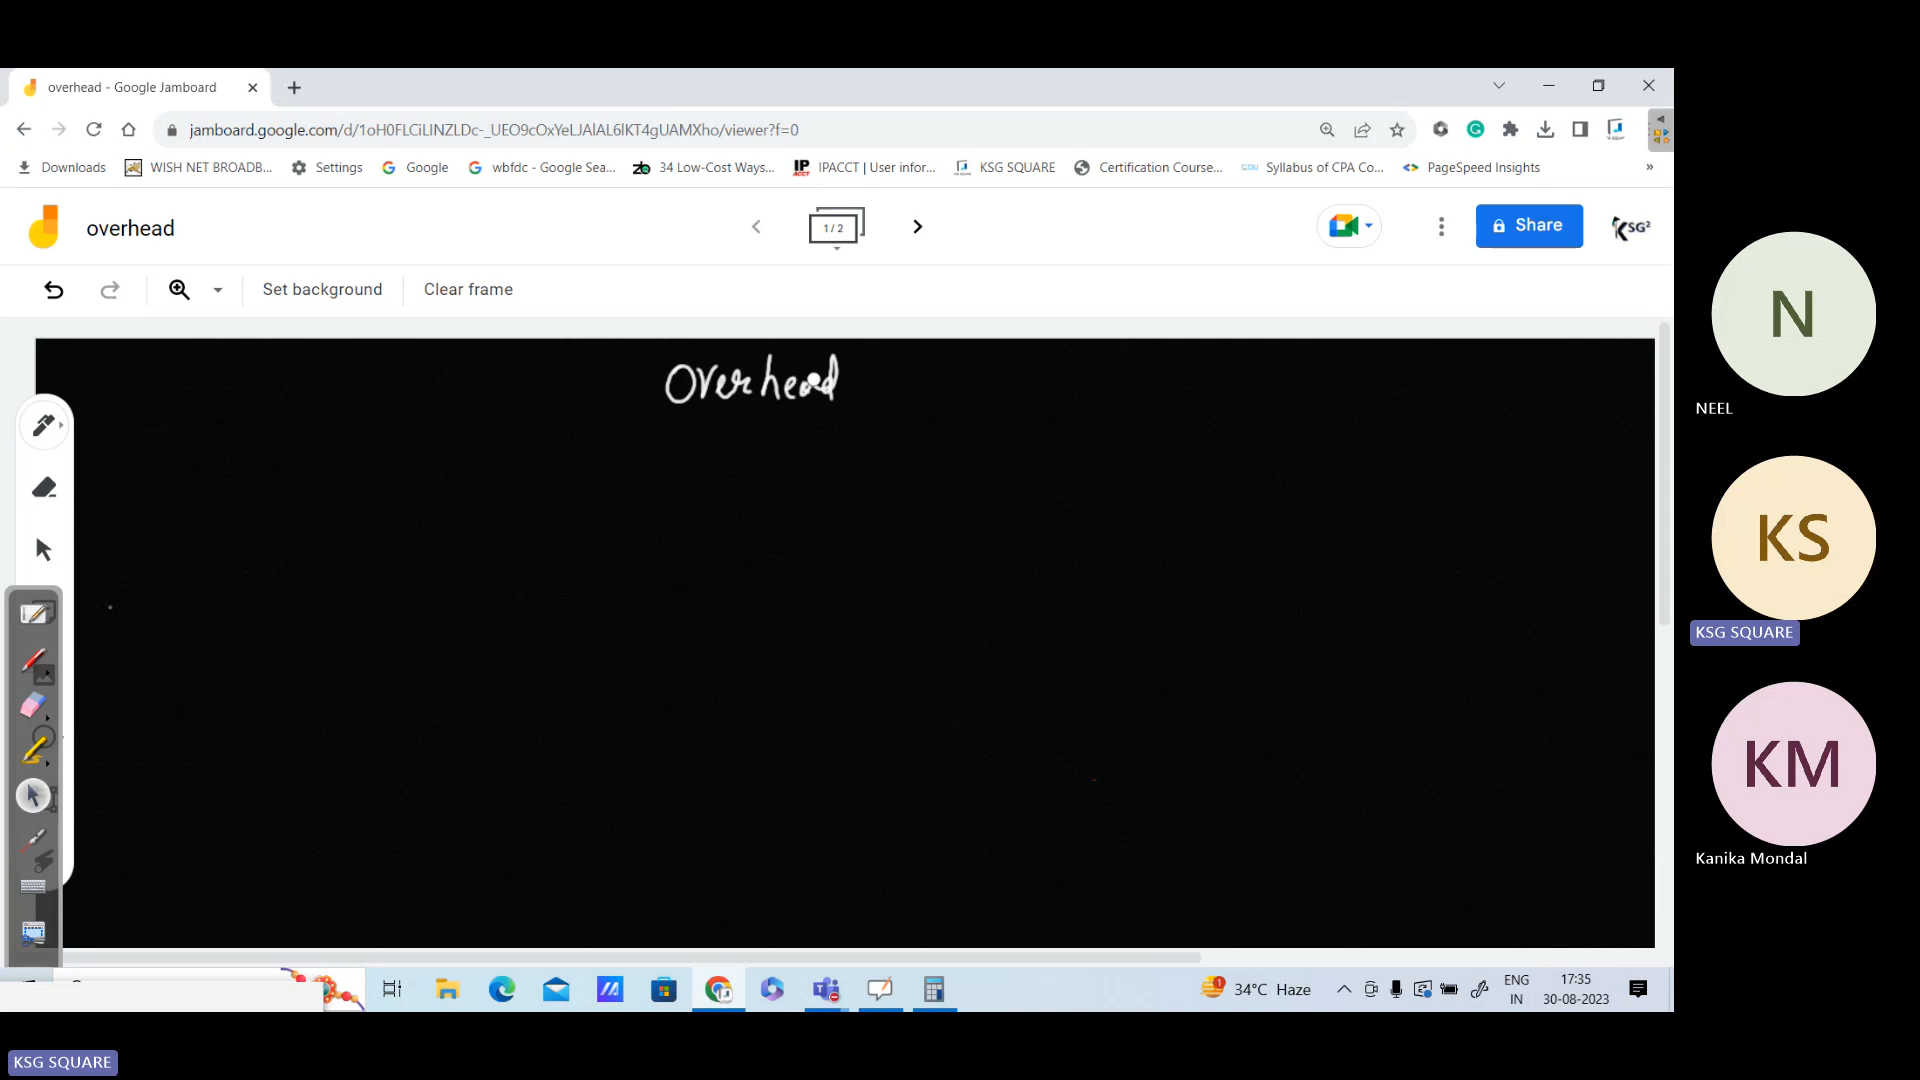 overhead - Google Jamboard
jamboard.google.com/d/1oH0FLCiLINZLDc-_UEO9cOxYeLJAlAL6lKT4gUAMXho/viewer?f=0
Downloads WISH NET BROADB... Settings Google wbfdc - Google Sea... 34 Low-Cost Ways... IPACCT | User infor... KSG SQUARE Certification Course... Syllabus of CPA Co... PageSpeed Insights »
overhead 1 / 2 Share KSG²
Set background Clear frame
Overhead
N
NEEL
KS
KSG SQUARE
KM
Kanika Mondal
34°C Haze ENG IN 17:35 30-08-2023
KSG SQUARE